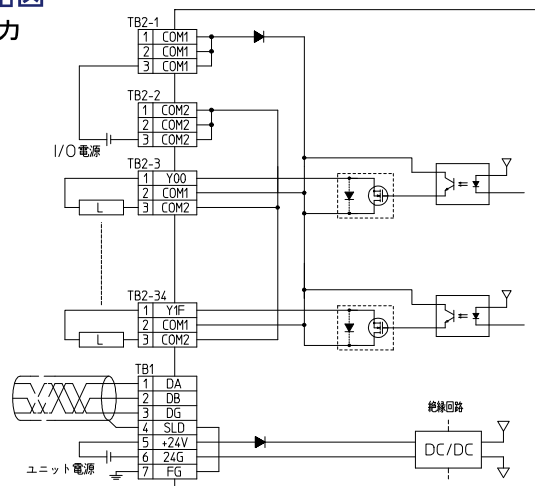 力
TB2-1
1 COM1
2 COM1
3 COM1
TB2-2
1 COM2
2 COM2
3 COM2
I/O電源
TB2-3
1 Y00
2 COM1
3 COM2
L
TB2-34
1 Y1F
2 COM1
3 COM2
L
TB1
1 DA
2 DB
3 DG
4 SLD
5 +24V
6 24G
7 FG
ユニット電源
絶縁回路
DC/DC